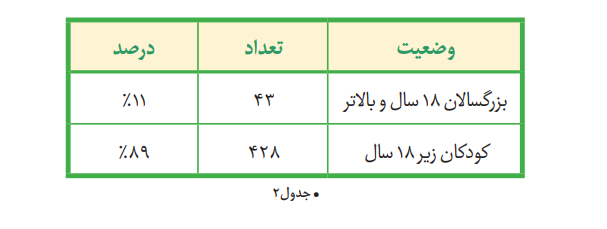 وضعیت تعداد درصد
بزرگسالان ۱۸ سال و بالاتر ۴۳ ٪۱۱
کودکان زیر ۱۸ سال ۴۲۸ ٪۸۹
• جدول۲